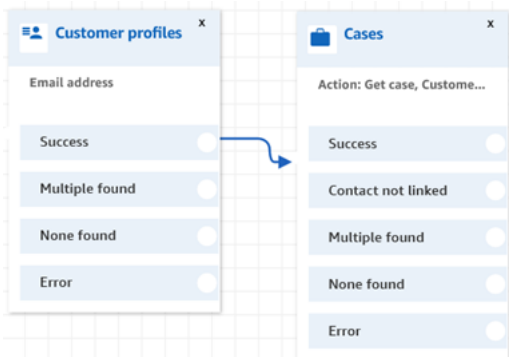 Customer profiles
x
Email address
Success
Multiple found
None found
Error
Cases
x
Action: Get case, Custome...
Success
Contact not linked
Multiple found
None found
Error